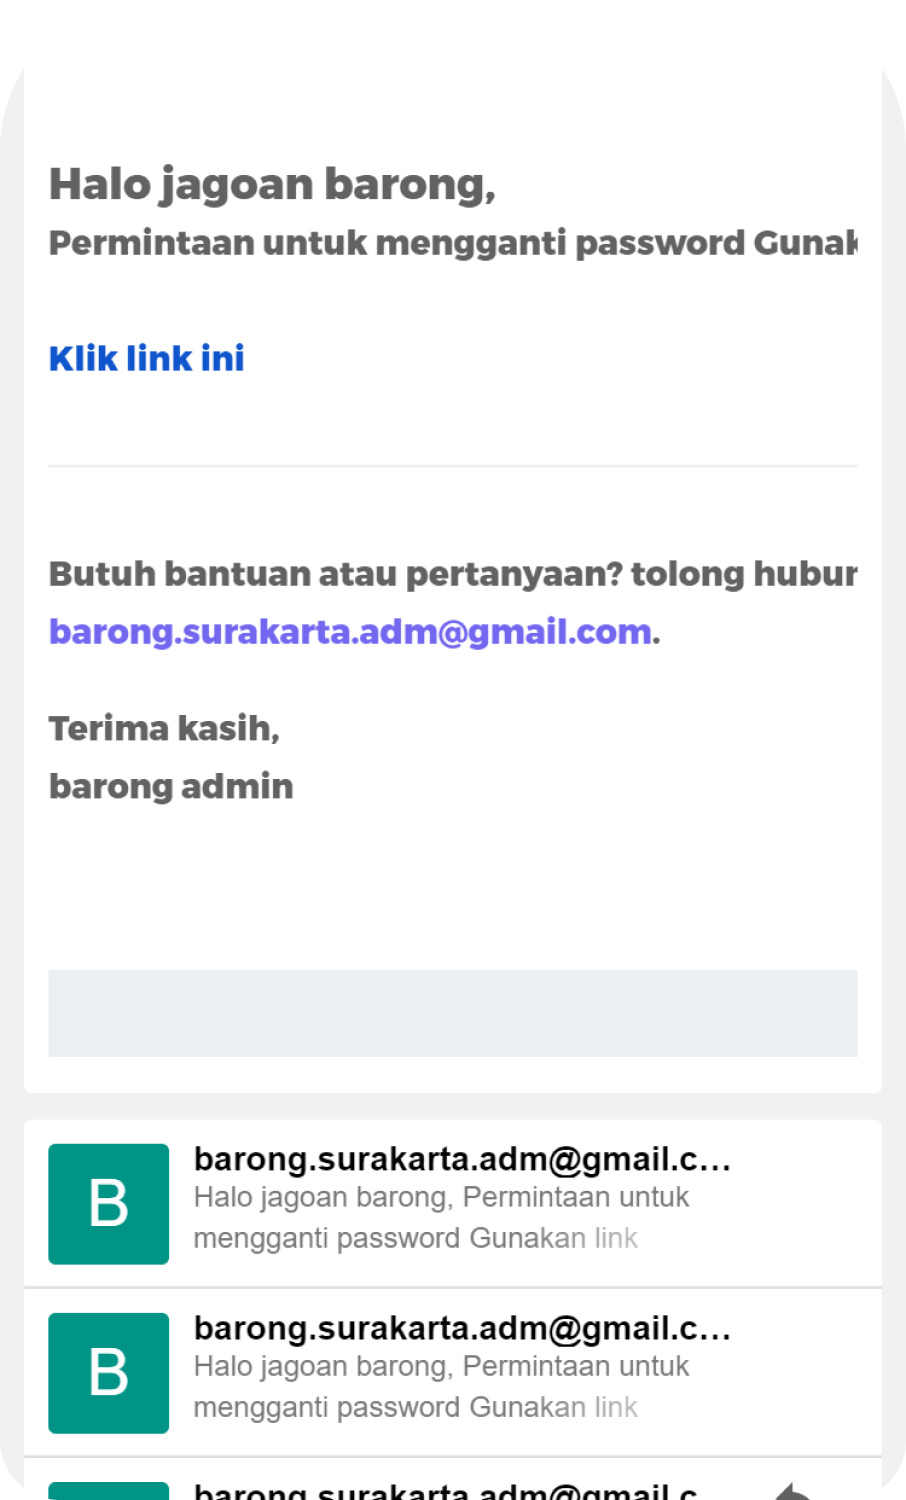 Halo jagoan barong,
Permintaan untuk mengganti password
Klik link ini
Butuh bantuan atau pertanyaan? tolong
barong.surakarta.adm@gmail.com.
Terima kasih,
barong admin
B
barong.surakarta.adm@gmail.c...
Halo jagoan barong, Permintaan untuk
mengganti password Gunakan link
B
barong.surakarta.adm@gmail.c...
Halo jagoan barong, Permintaan untuk
mengganti password Gunakan link
barong.surakarta.adm@gmail.c...